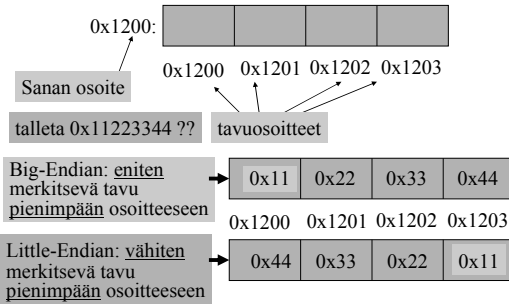 0x1200:
0x1200 0x1201 0x1202 0x1203
Sanan osoite
talleta 0x11223344 ??
tavuosoitteet
Big-Endian: eniten
merkitsevä tavu
pienimpään osoitteeseen
0x11 0x22 0x33 0x44
0x1200 0x1201 0x1202 0x1203
Little-Endian: vähiten
merkitsevä tavu
pienimpään osoitteeseen
0x44 0x33 0x22 0x11